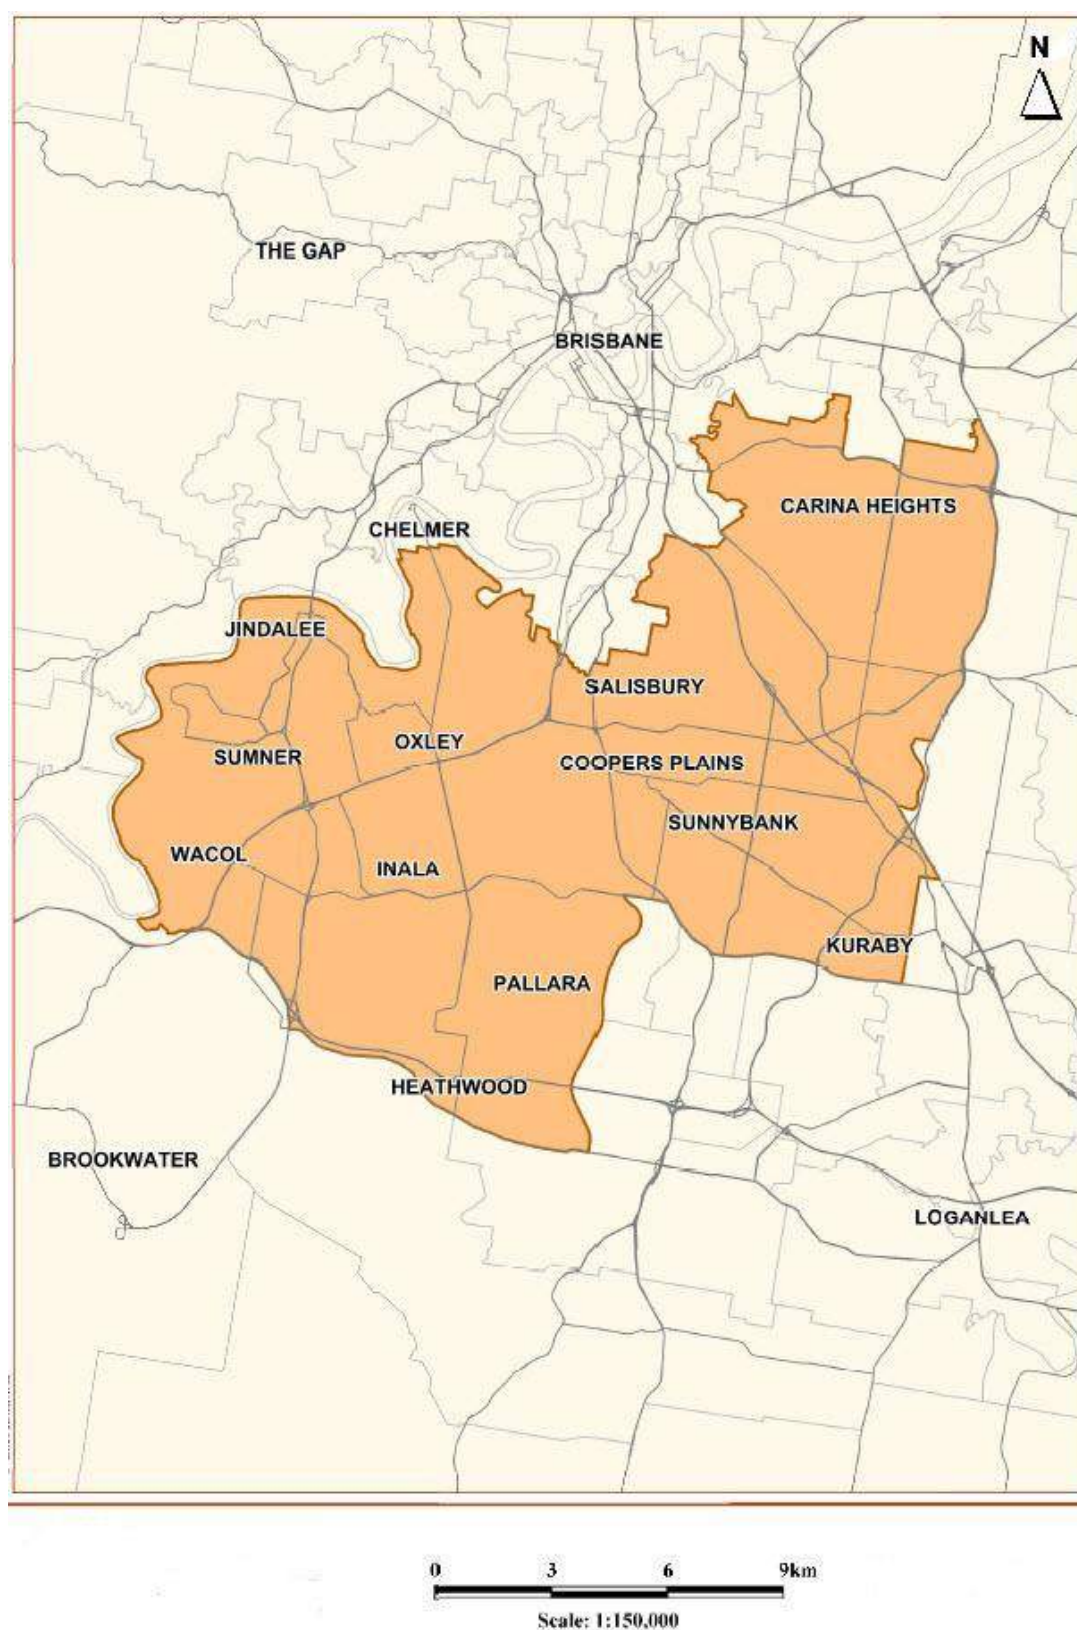 N
THE GAP
BRISBANE
CARINA HEIGHTS
CHELMER
JINDALEE
SALISBURY
OXLEY
SUMNER
COOPERS PLAINS
SUNNYBANK
WACOL
INALA
KURABY
PALLARA
HEATHWOOD
BROOKWATER
LOGANLEA
0 3 6 9km
Scale: 1:150,000